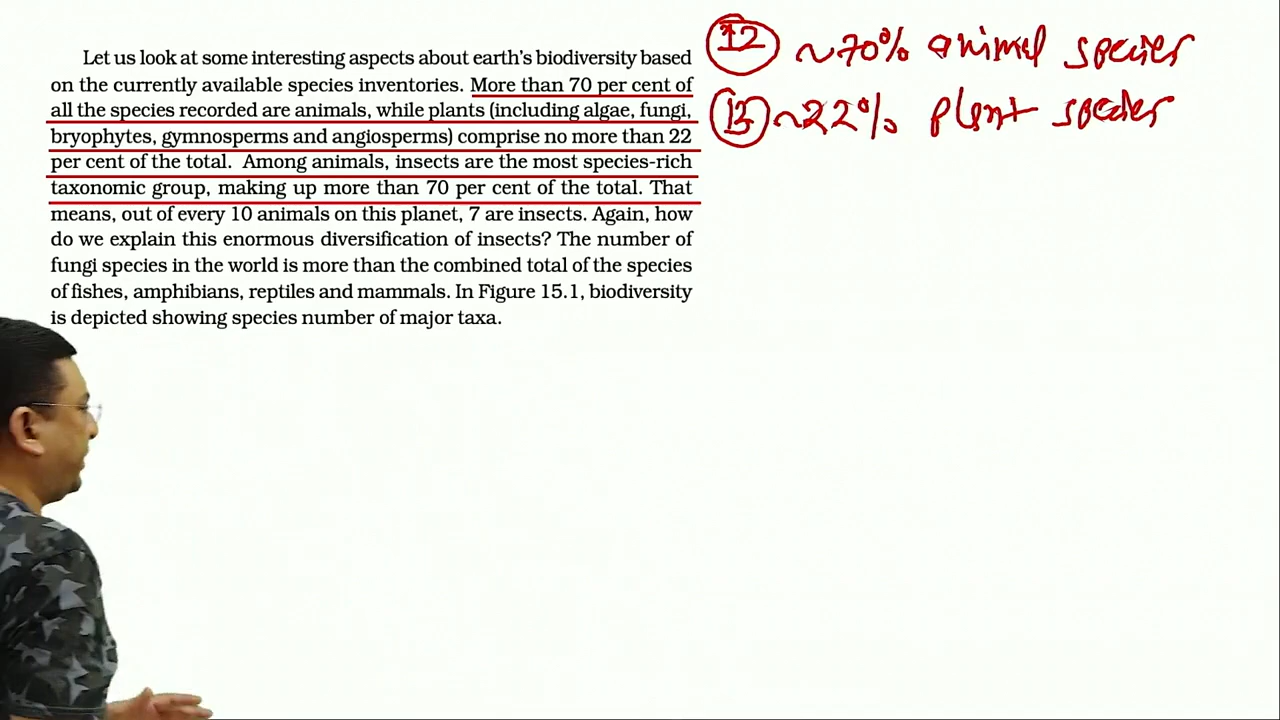 Let us look at some interesting aspects about earth's biodiversity based
on the currently available species inventories. More than 70 per cent of
all the species recorded are animals, while plants (including algae, fungi,
bryophytes, gymnosperms and angiosperms) comprise no more than 22
per cent of the total. Among animals, insects are the most species-rich
taxonomic group, making up more than 70 per cent of the total. That
means, out of every 10 animals on this planet, 7 are insects. Again, how
do we explain this enormous diversification of insects? The number of
fungi species in the world is more than the combined total of the species
of fishes, amphibians, reptiles and mammals. In Figure 15.1, biodiversity
is depicted showing species number of major taxa.
12 ~70% animal species
13 ~22% plant species